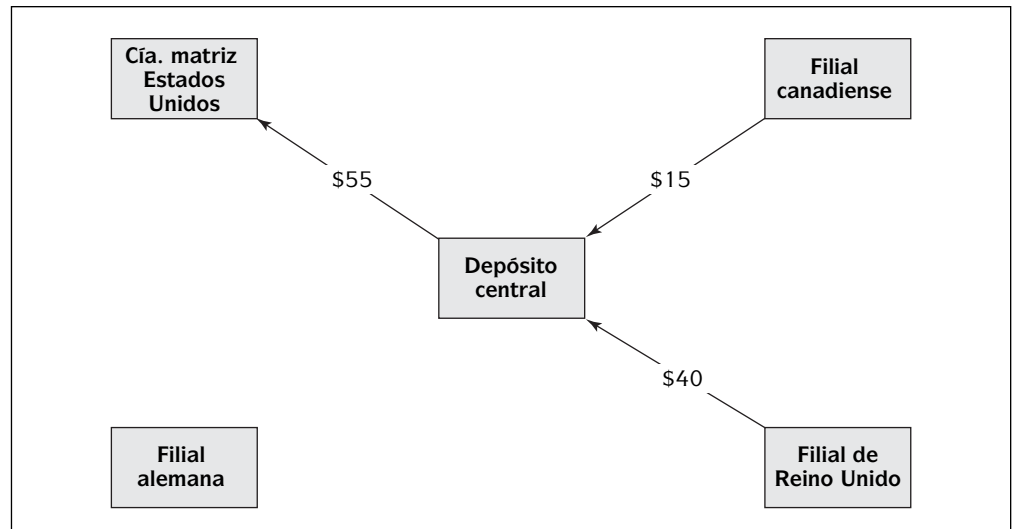 Cía. matriz
Estados
Unidos
Filial
canadiense
$55
$15
Depósito
central
$40
Filial
alemana
Filial de
Reino Unido